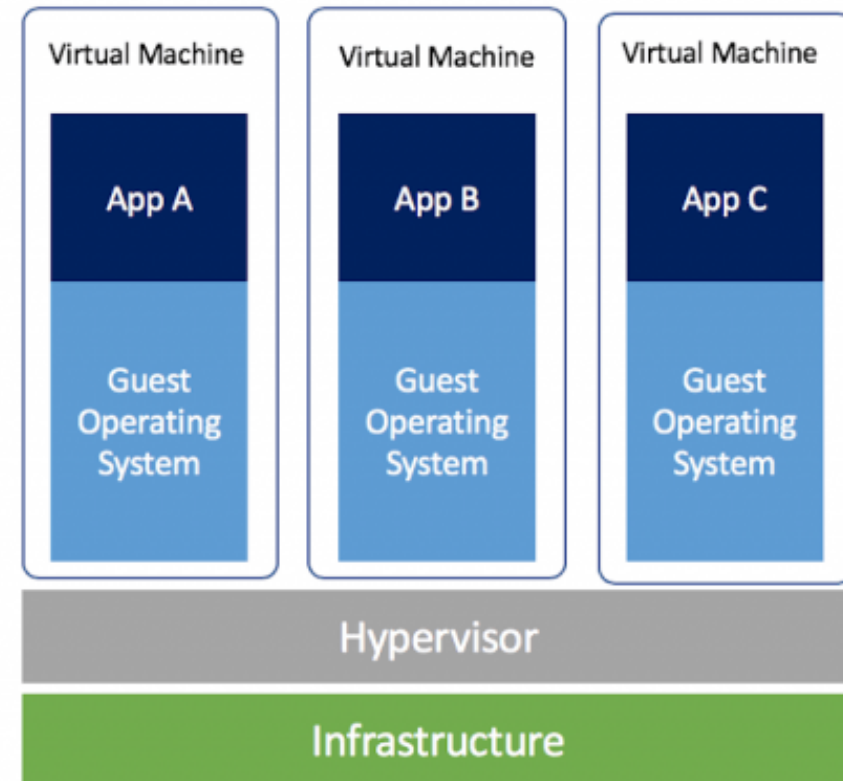 Virtual Machine
Virtual Machine
Virtual Machine
App A
App B
App C
Guest
Operating
System
Guest
Operating
System
Guest
Operating
System
Hypervisor
Infrastructure